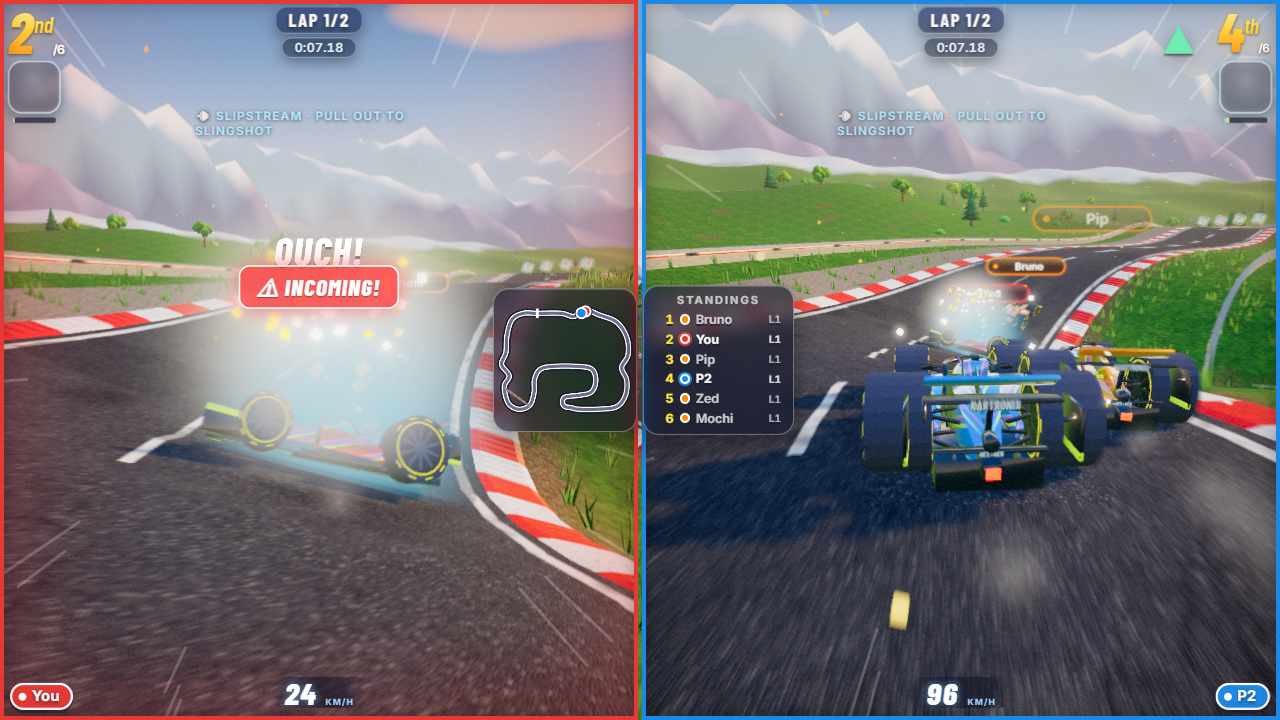 2nd
/6
LAP 1/2
0:07.18
SLIPSTREAM · PULL OUT TO
SLINGSHOT
OUCH!
⚠ INCOMING!
24 KM/H
You
LAP 1/2
0:07.18
4th
/6
SLIPSTREAM · PULL OUT TO
SLINGSHOT
Pip
Bruno
STANDINGS
1 Bruno L1
2 You L1
3 Pip L1
4 P2 L1
5 Zed L1
6 Mochi L1
96 KM/H
P2